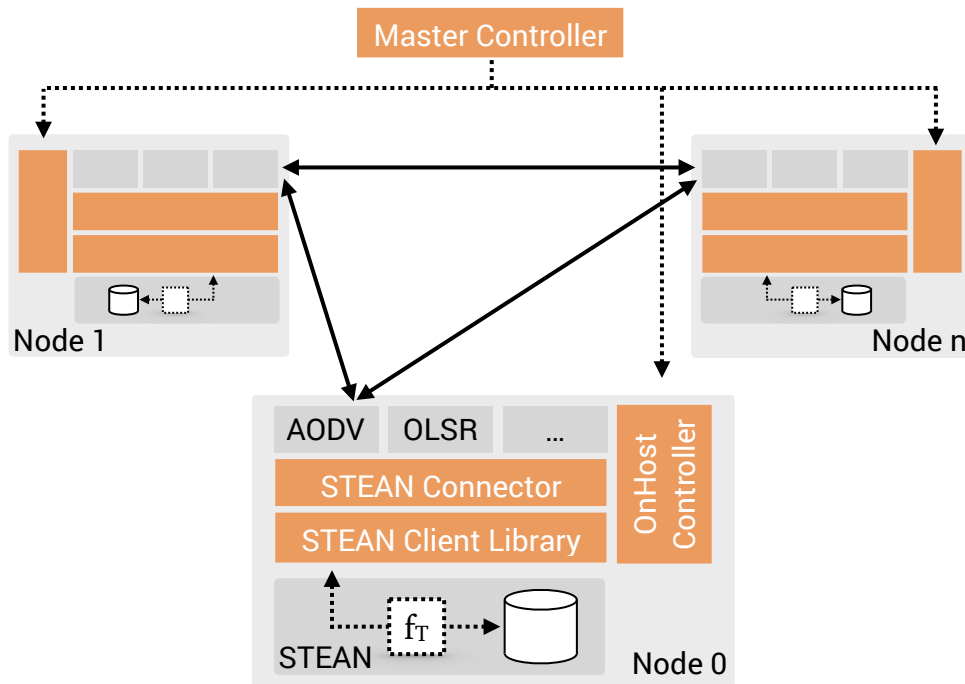 Master Controller
Node 1
Node n
AODV
OLSR
...
STEAN Connector
STEAN Client Library
OnHost
Controller
fT
STEAN
Node 0